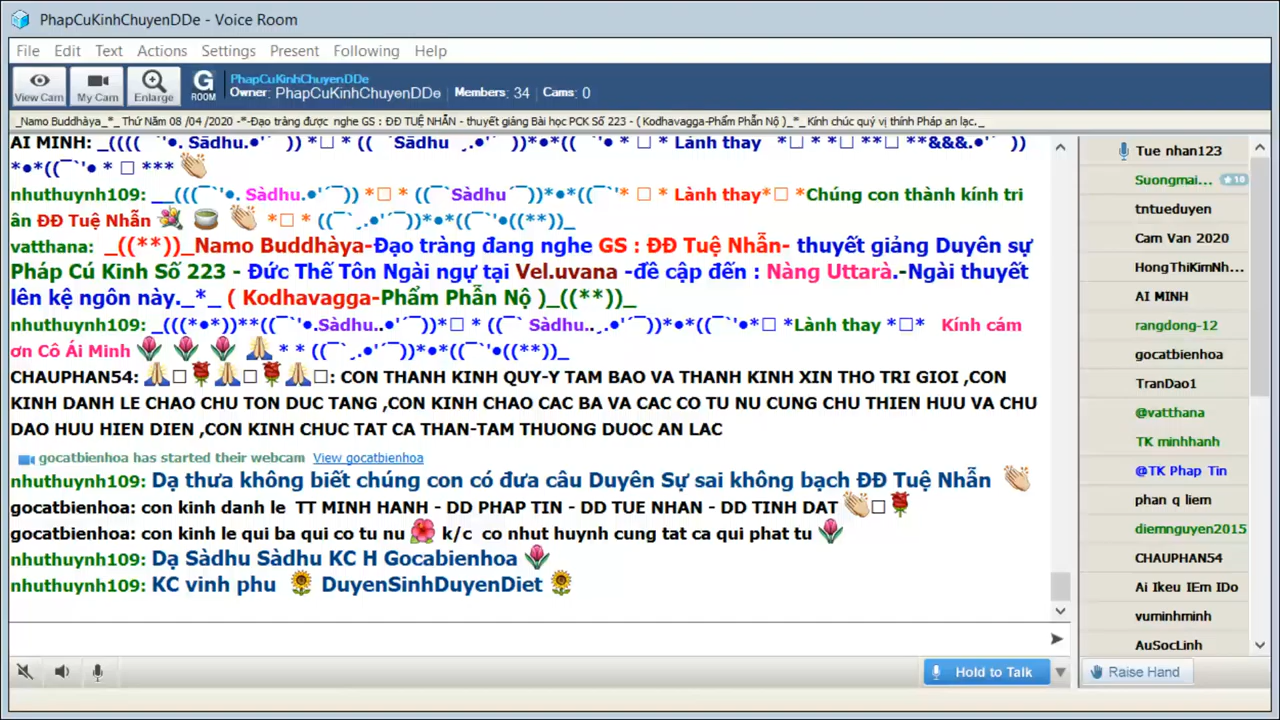 PhapCuKinhChuyenDDe - Voice Room
File Edit Text Actions Settings Present Following Help
View Cam My Cam Enlarge G ROOM
PhapCuKinhChuyenDDe
Owner: PhapCuKinhChuyenDDe Members: 34 Cams: 0
_Namo Buddhàya_*_ Thứ Năm 08 /04 /2020 -*-Đạo tràng được nghe GS : ĐĐ TUỆ NHẪN - thuyết giảng Bài học PCK Số 223 - ( Kodhavagga-Phẩm Phẫn Nộ )_*_ Kính chúc quý vị thính Pháp an lạc._
AI MINH: _(((( ¨`'•. Sādhu.•'´¨ )) *□ * (( ¨`Sādhu ¸.•'´¨ ))*•*((¨¯`'• * □ * Lành thay *□ * *□ **□ **&&&.•'´¨ ))
*•*((¨¯`'• * □ *** 👏
nhuthuynh109: __(((¯`'•. Sàdhu.•'´¯)) *□ * ((¯`Sàdhu´¯))*•*((¯`'* □ * Lành thay*□ *Chúng con thành kính tri
ân ĐĐ Tuệ Nhẫn 💐 🍵 👏 *□ * ((¯`¸.•'´¯))*•*((¯`'•((**))_
vatthana: _((**))_Namo Buddhàya-Đạo tràng đang nghe GS : ĐĐ Tuệ Nhẫn- thuyết giảng Duyên sự
Pháp Cú Kinh Số 223 - Đức Thế Tôn Ngài ngự tại Vel.uvana -đề cập đến : Nàng Uttarà.-Ngài thuyết
lên kệ ngôn này._*_ ( Kodhavagga-Phẩm Phẫn Nộ )_((**))_
nhuthuynh109: _(((*•*))**((¯`'•.Sàdhu..•'´¯))*□ * ((¯` Sàdhu..¸.•'´¯))*•*((¯`'•*□ *Lành thay *□* Kính cám
ơn Cô Ái Minh 🌷 🌷 🌷 🙏 * * ((¯`¸.•'´¯))*•*((¯`'•((**))_
CHAUPHAN54: 🙏□🌹🙏□🌹🙏□: CON THANH KINH QUY-Y TAM BAO VA THANH KINH XIN THO TRI GIOI ,CON
KINH DANH LE CHAO CHU TON DUC TANG ,CON KINH CHAO CAC BA VA CAC CO TU NU CUNG CHU THIEN HUU VA CHU
DAO HUU HIEN DIEN ,CON KINH CHUC TAT CA THAN-TAM THUONG DUOC AN LAC
gocatbienhoa has started their webcam View gocatbienhoa
nhuthuynh109: Dạ thưa không biết chúng con có đưa câu Duyên Sự sai không bạch ĐĐ Tuệ Nhẫn 👏
gocatbienhoa: con kinh danh le TT MINH HANH - DD PHAP TIN - DD TUE NHAN - DD TINH DAT 👏□🌹
gocatbienhoa: con kinh le qui ba qui co tu nu 🌺 k/c co nhut huynh cung tat ca qui phat tu 🌷
nhuthuynh109: Dạ Sàdhu Sàdhu KC H Gocabienhoa 🌷
nhuthuynh109: KC vinh phu 🌻 DuyenSinhDuyenDiet 🌻
Hold to Talk
Tue nhan123
Suongmai... 10
tntueduyen
Cam Van 2020
HongThiKimNh...
AI MINH
rangdong-12
gocatbienhoa
TranDao1
@vatthana
TK minhhanh
@TK Phap Tin
phan q liem
diemnguyen2015
CHAUPHAN54
Ai Ikeu IEm IDo
vuminhminh
AuSocLinh
Raise Hand